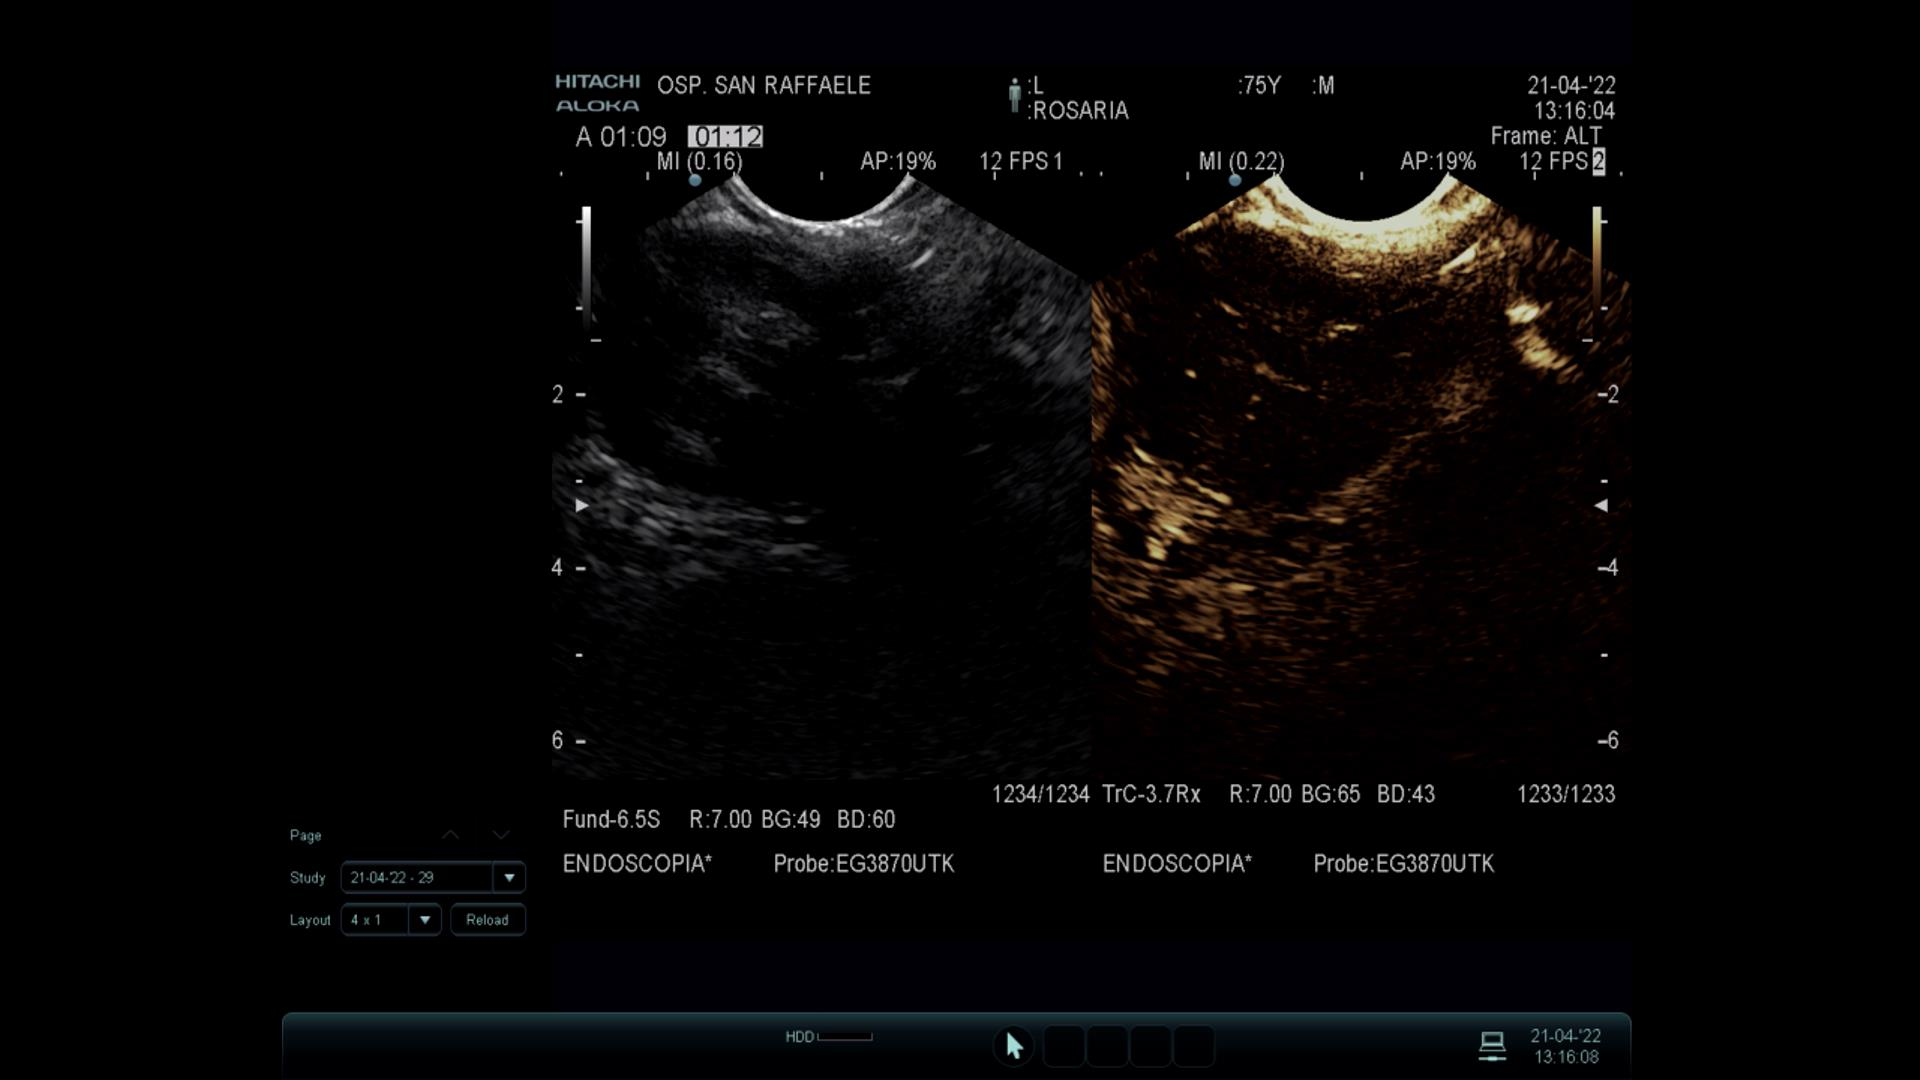 HITACHI ALOKA OSP. SAN RAFFAELE :L :75Y :M 21-04-'22
:ROSARIA 13:16:04
A 01:09 01:12 Frame: ALT
MI (0.16) AP:19% 12 FPS 1 MI (0.22) AP:19% 12 FPS 2
2 2
4 4
6 6
1234/1234 TrC-3.7Rx R:7.00 BG:65 BD:43 1233/1233
Fund-6.5S R:7.00 BG:49 BD:60
ENDOSCOPIA* Probe:EG3870UTK ENDOSCOPIA* Probe:EG3870UTK
Page
Study 21-04-'22 - 29
Layout 4 x 1 Reload
HDD 21-04-'22
13:16:08